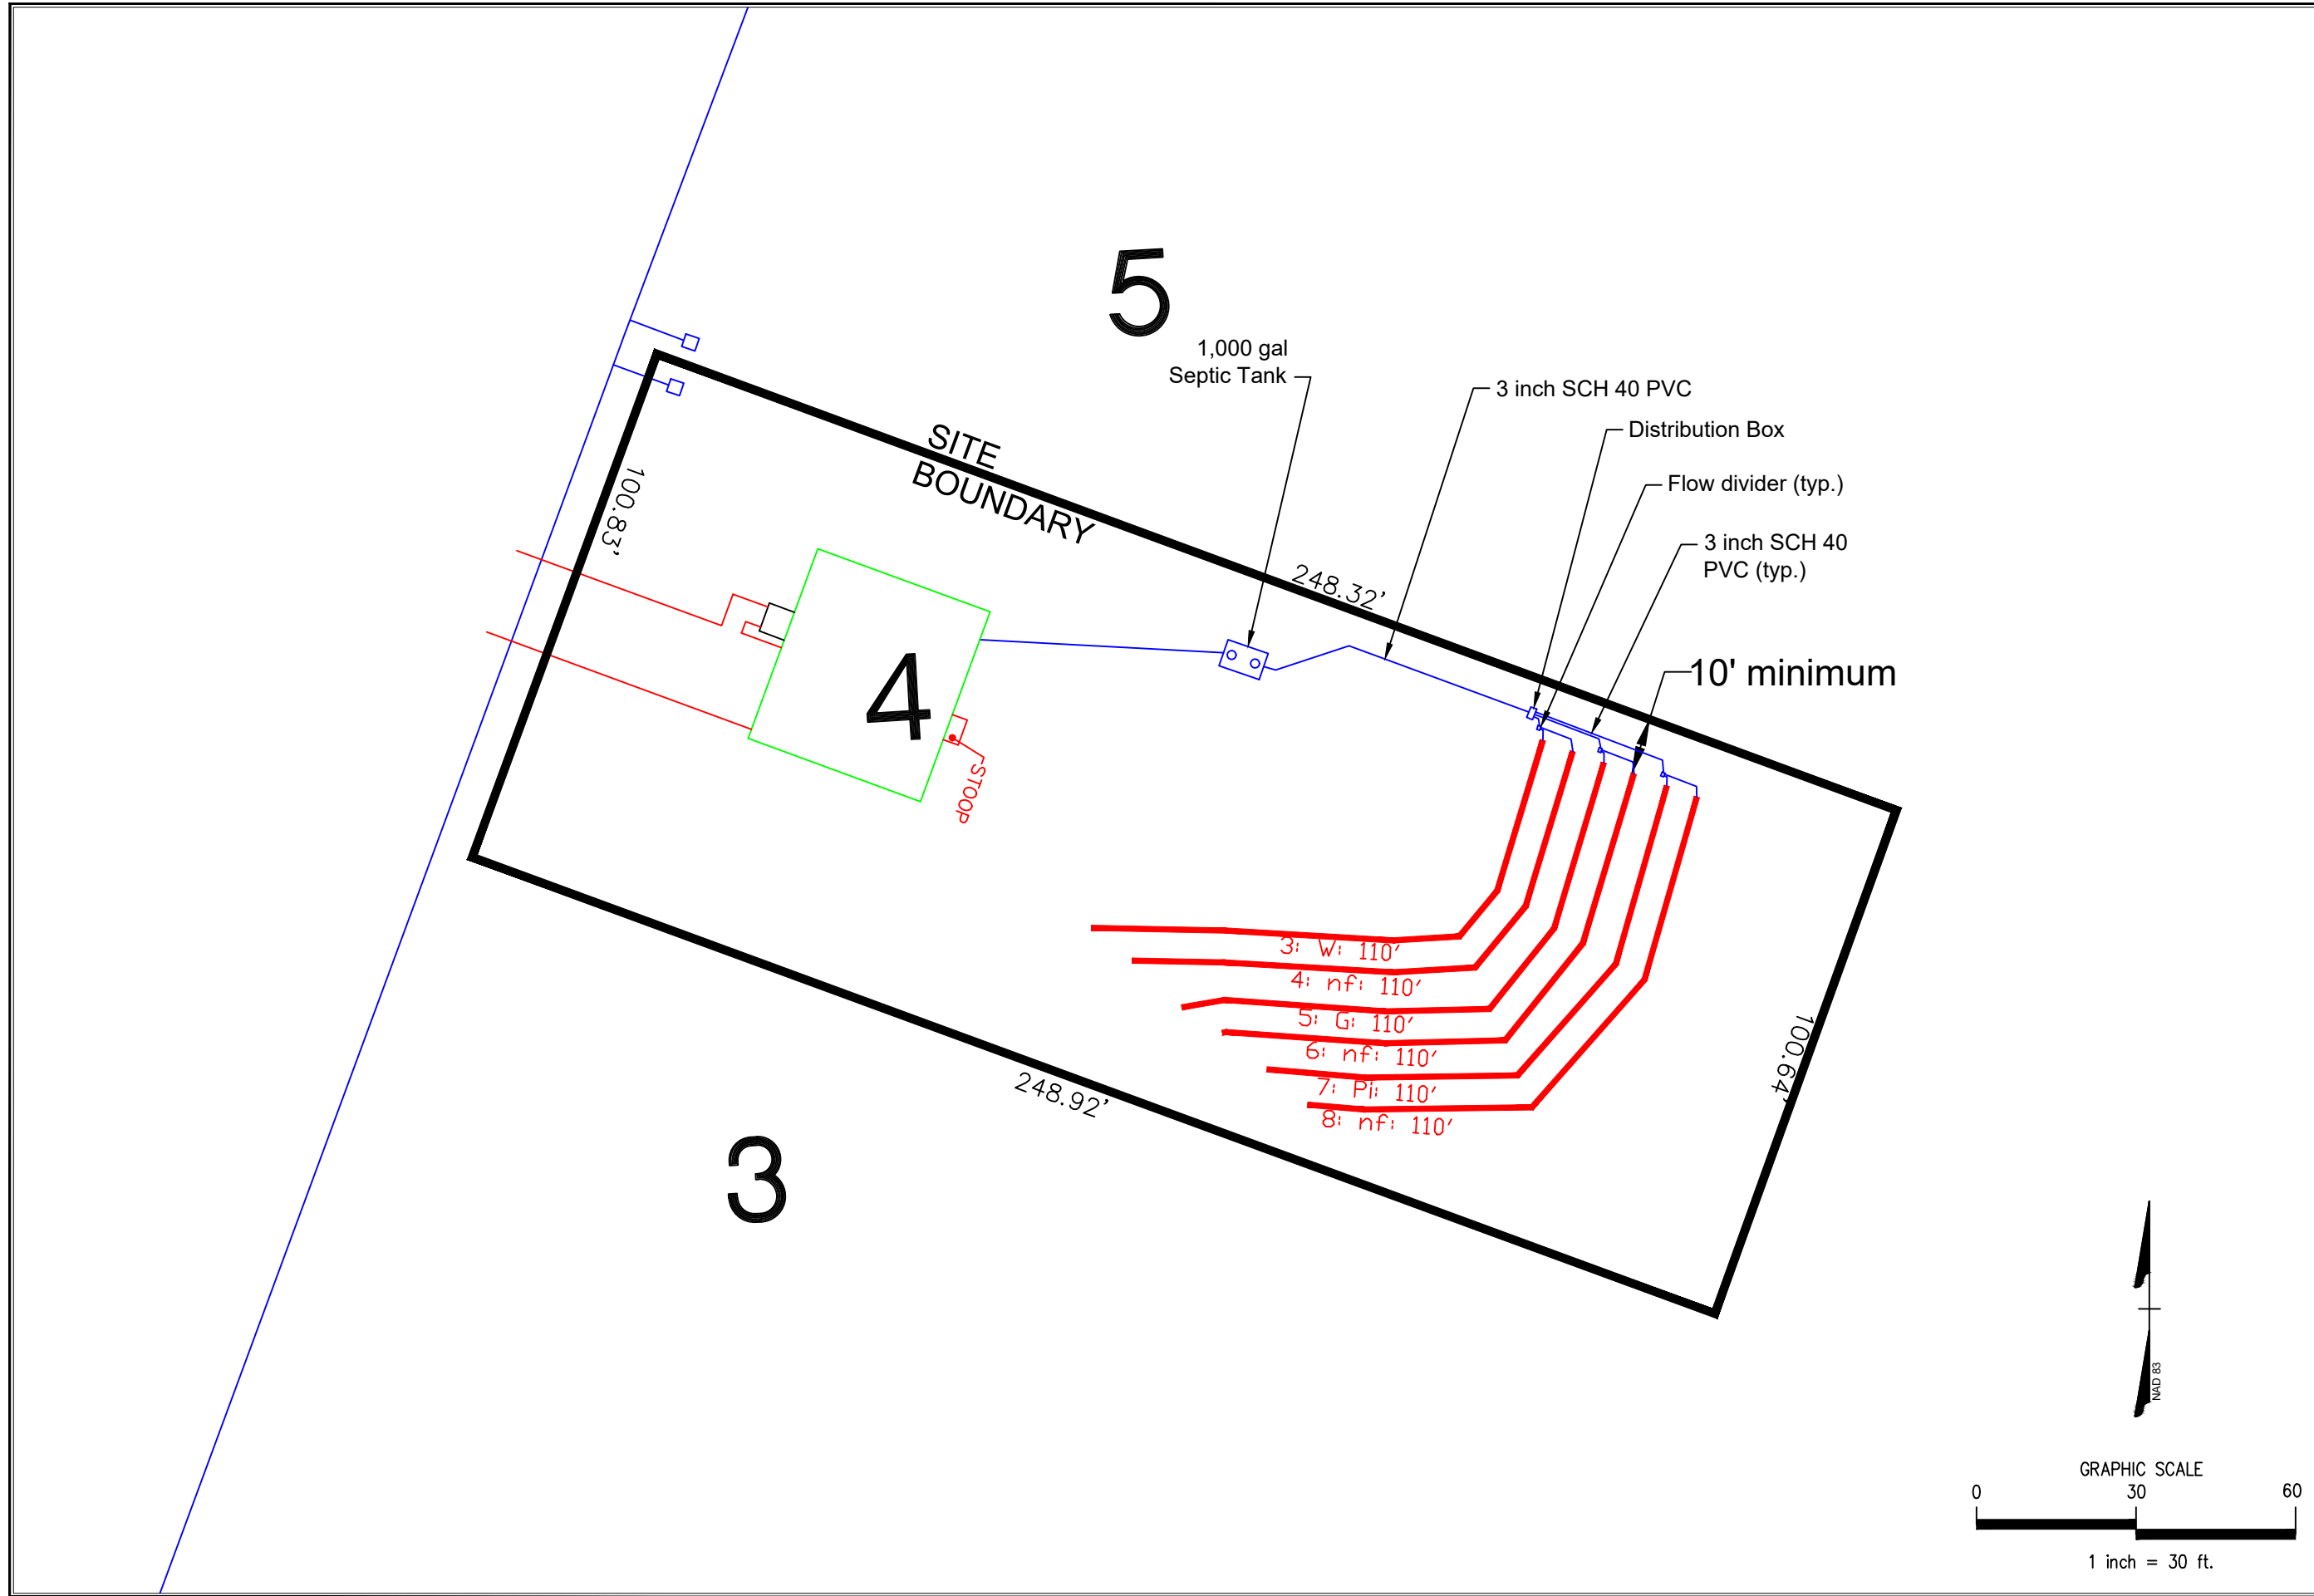 5
1,000 gal
Septic Tank
3 inch SCH 40 PVC
Distribution Box
Flow divider (typ.)
3 inch SCH 40
PVC (typ.)
SITE
BOUNDARY
100.83'
248.32'
10' minimum
4
STOOP
3: W: 110'
4: nf: 110'
5: G: 110'
6: nf: 110'
7: Pi: 110'
8: nf: 110'
100.64'
248.92'
3
NAD 83
GRAPHIC SCALE
0 30 60
1 inch = 30 ft.